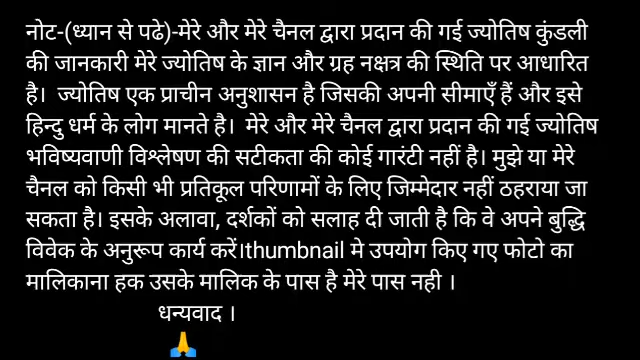 नोट-(ध्यान से पढे)-मेरे और मेरे चैनल द्वारा प्रदान की गई ज्योतिष कुंडली
की जानकारी मेरे ज्योतिष के ज्ञान और ग्रह नक्षत्र की स्थिति पर आधारित
है। ज्योतिष एक प्राचीन अनुशासन है जिसकी अपनी सीमाएँ हैं और इसे
हिन्दु धर्म के लोग मानते है। मेरे और मेरे चैनल द्वारा प्रदान की गई ज्योतिष
भविष्यवाणी विश्लेषण की सटीकता की कोई गारंटी नहीं है। मुझे या मेरे
चैनल को किसी भी प्रतिकूल परिणामों के लिए जिम्मेदार नहीं ठहराया जा
सकता है। इसके अलावा, दर्शकों को सलाह दी जाती है कि वे अपने बुद्धि
विवेक के अनुरूप कार्य करें।thumbnail मे उपयोग किए गए फोटो का
मालिकाना हक उसके मालिक के पास है मेरे पास नही ।
धन्यवाद ।
🙏